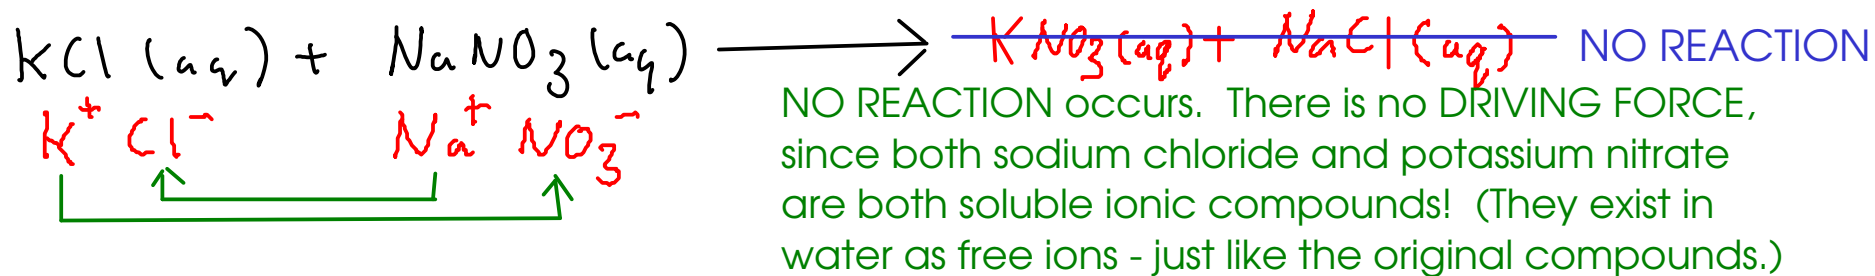 KCl (aq) + NaNO₃ (aq) ⟶ KNO₃ (aq) + NaCl (aq) NO REACTION
K⁺ Cl⁻ Na⁺ NO₃⁻
NO REACTION occurs. There is no DRIVING FORCE,
since both sodium chloride and potassium nitrate
are both soluble ionic compounds! (They exist in
water as free ions - just like the original compounds.)